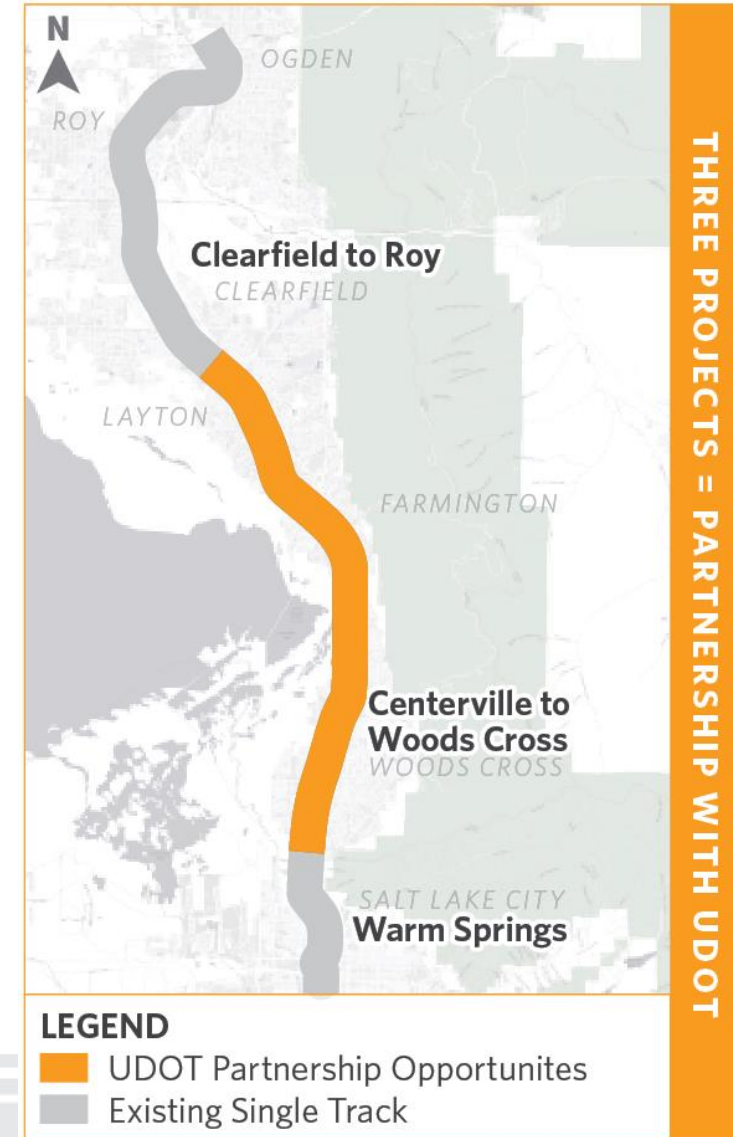 N
OGDEN
ROY
Clearfield to Roy
CLEARFIELD
LAYTON
FARMINGTON
Centerville to
Woods Cross
WOODS CROSS
SALT LAKE CITY
Warm Springs
LEGEND
UDOT Partnership Opportunites
Existing Single Track
THREE PROJECTS = PARTNERSHIP WITH UDOT